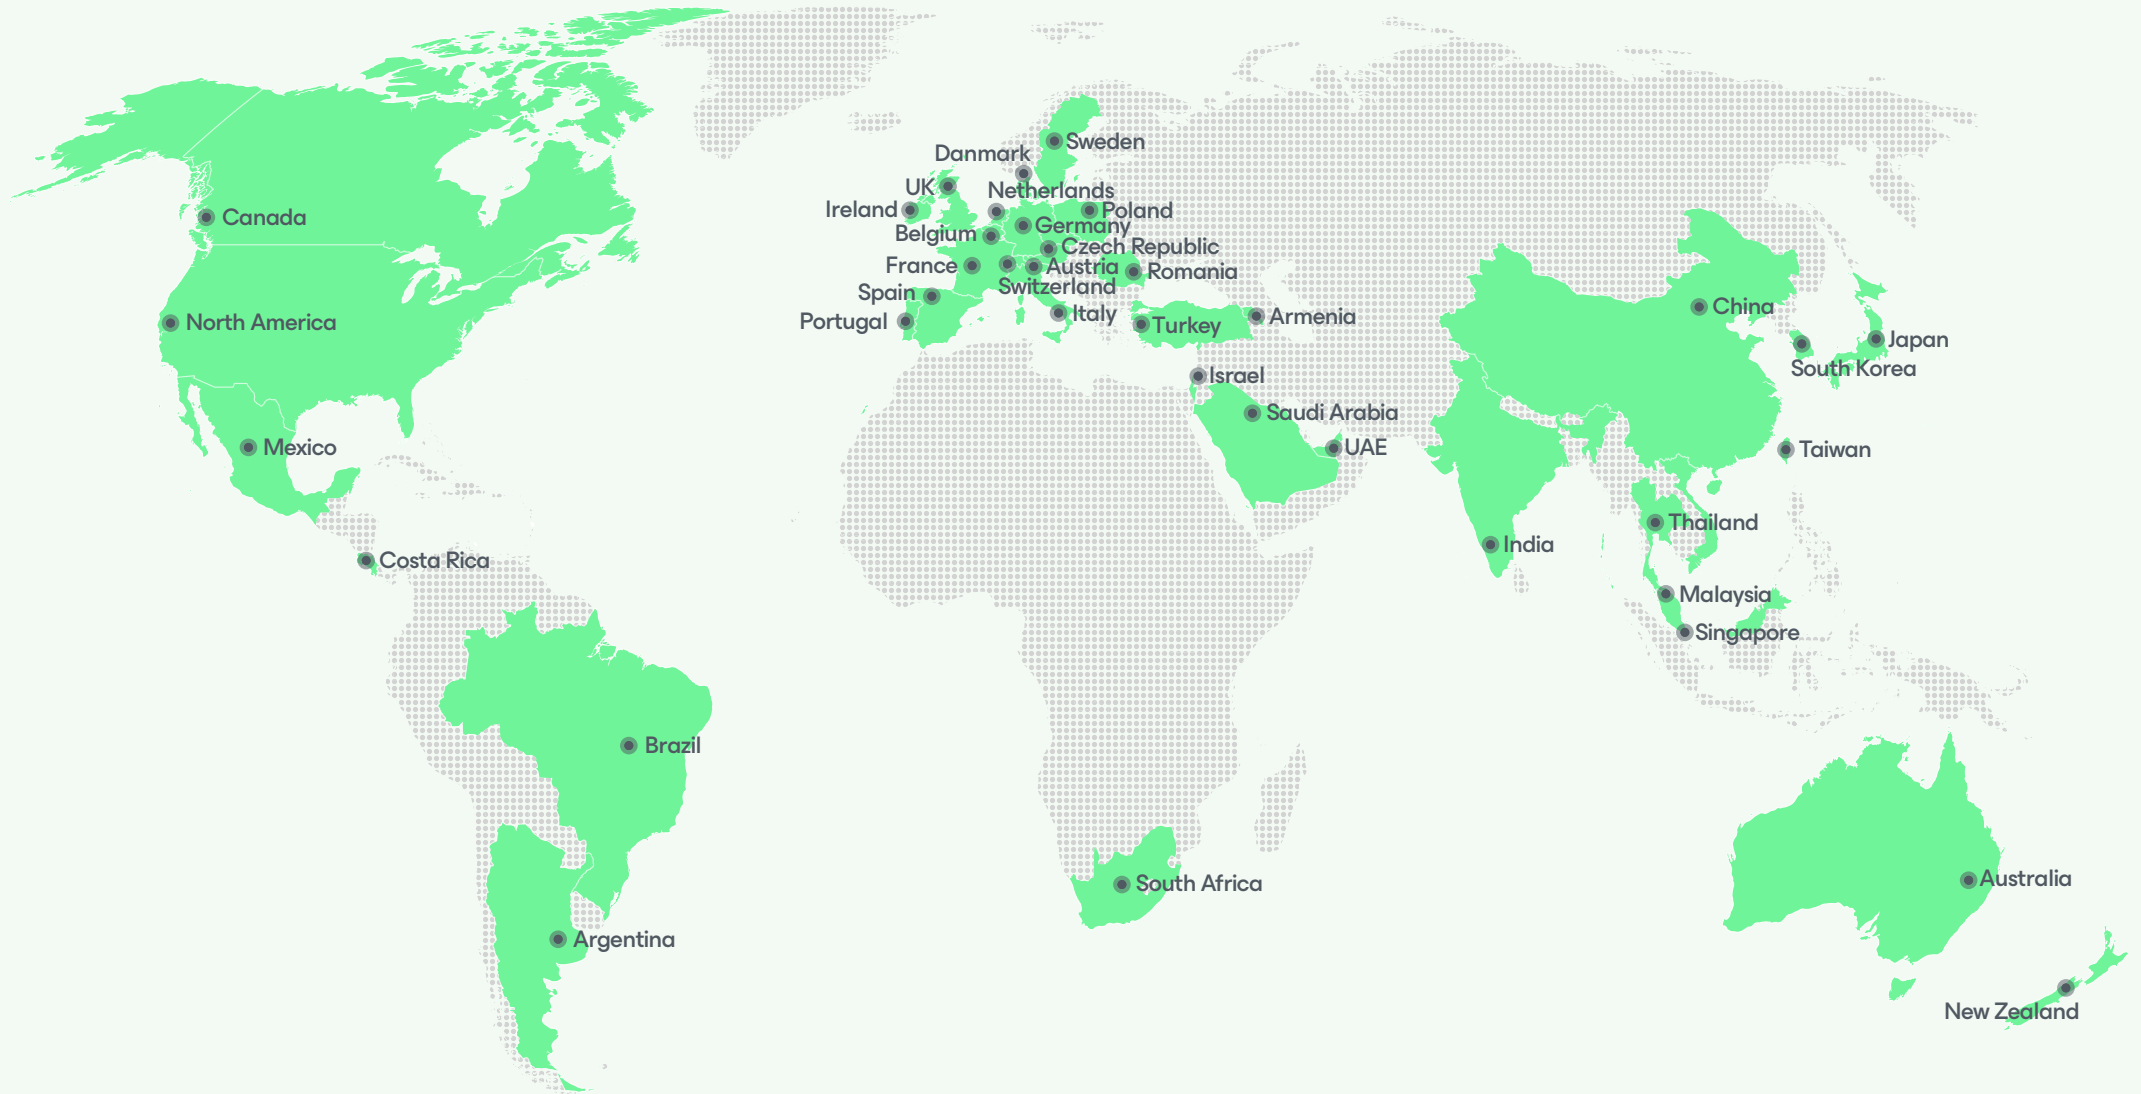 Sweden
Danmark
UK
Netherlands
Ireland
Poland
Canada
Germany
Belgium
Czech Republic
France
Austria
Romania
Switzerland
Spain
China
Italy
Armenia
Portugal
North America
Turkey
Japan
South Korea
Israel
Saudi Arabia
Mexico
UAE
Taiwan
Thailand
India
Costa Rica
Malaysia
Singapore
Brazil
Australia
South Africa
Argentina
New Zealand